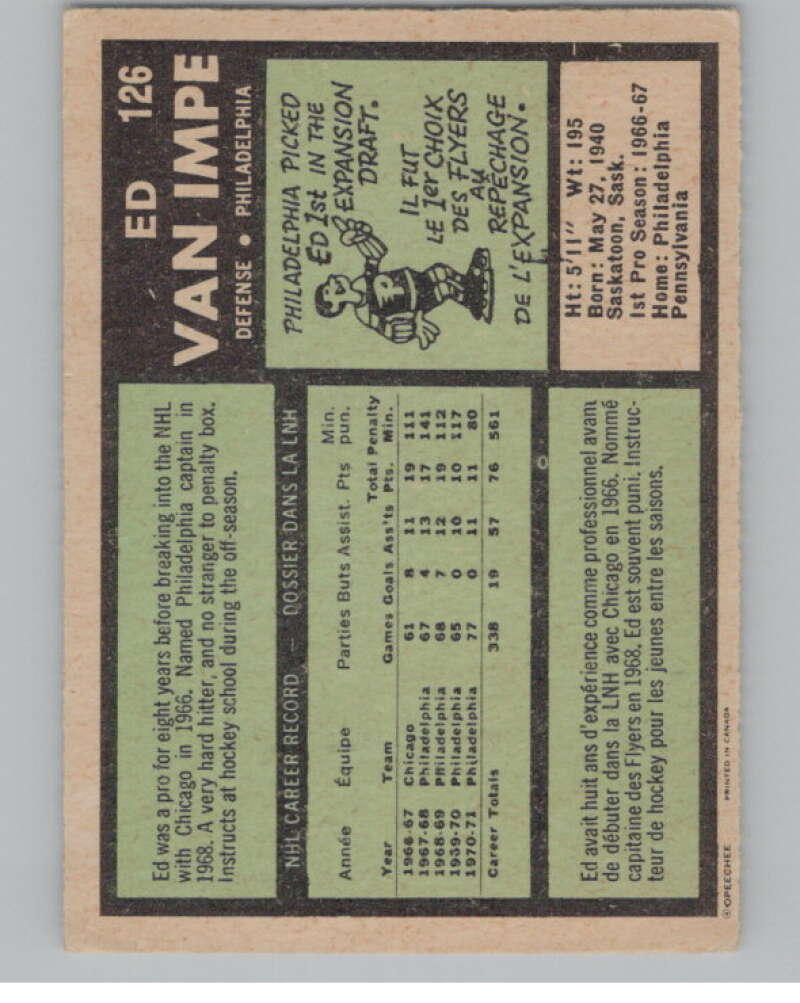 ED 126
VAN IMPE
DEFENSE • PHILADELPHIA
Ed was a pro for eight years before breaking into the NHL
with Chicago in 1966. Named Philadelphia captain in
1968. A very hard hitter, and no stranger to penalty box.
Instructs at hockey school during the off-season.
PHILADELPHIA PICKED
ED 1st IN THE
EXPANSION
DRAFT.
IL FUT
LE 1er CHOIX
DES FLYERS
AU
REPÊCHAGE
DE L'EXPANSION.
P
NHL CAREER RECORD — DOSSIER DANS LA LNH
Min.
Année Équipe Parties Buts Assist. Pts pun.
Total Penalty
Year Team Games Goals Ass'ts Pts. Min.
1966-67 Chicago 61 8 11 19 111
1967-68 Philadelphia 67 4 13 17 141
1968-69 Philadelphia 68 7 12 19 112
1969-70 Philadelphia 65 0 10 10 117
1970-71 Philadelphia 77 0 11 11 80
Career Totals 338 19 57 76 561
Ht: 5'11" Wt: 195
Born: May 27, 1940
Saskatoon, Sask.
1st Pro Season: 1966-67
Home: Philadelphia
Pennsylvania
Ed avait huit ans d'expérience comme professionnel avant
de débuter dans la LNH avec Chicago en 1966. Nommé
capitaine des Flyers en 1968. Ed est souvent puni. Instruc-
teur de hockey pour les jeunes entre les saisons.
© OPEECHEE PRINTED IN CANADA